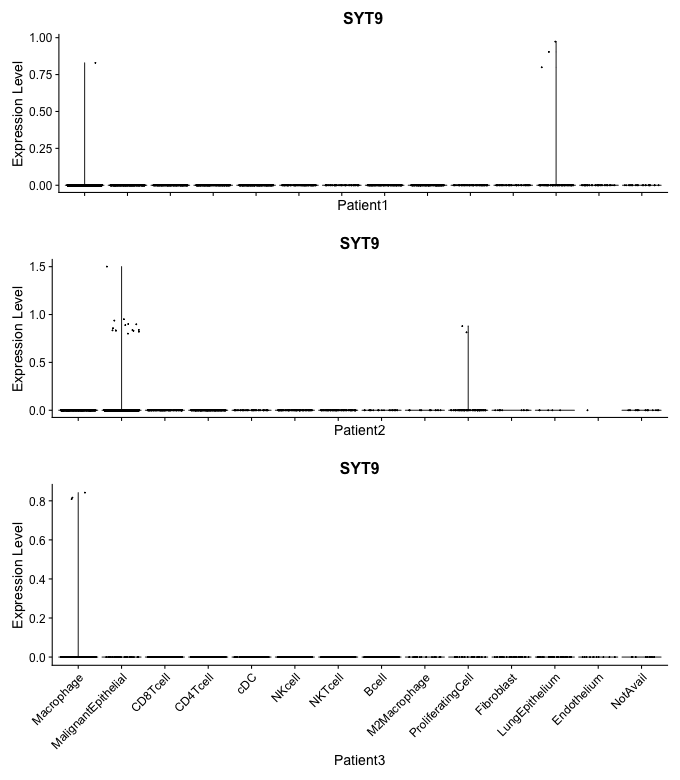 SYT9
Expression Level
1.00
0.75
0.50
0.25
0.00
Patient1
SYT9
Expression Level
1.5
1.0
0.5
0.0
Patient2
SYT9
Expression Level
0.8
0.6
0.4
0.2
0.0
Macrophage
MalignantEpithelial
CD8Tcell
CD4Tcell
cDC
NKcell
NKTcell
Bcell
M2Macrophage
ProliferatingCell
Fibroblast
LungEpithelium
Endothelium
NotAvail
Patient3